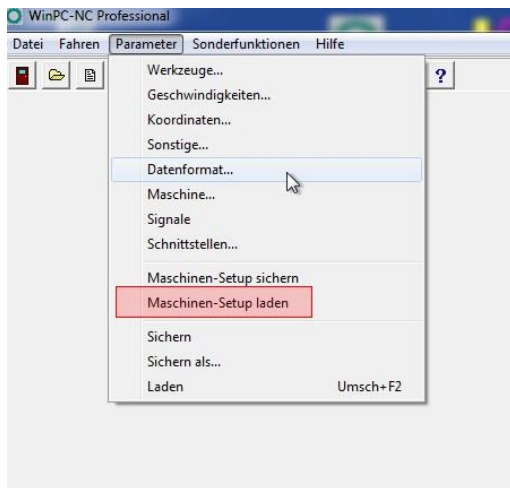 WinPC-NC Professional
Datei Fahren Parameter Sonderfunktionen Hilfe
?
Werkzeuge...
Geschwindigkeiten...
Koordinaten...
Sonstige...
Datenformat...
Maschine...
Signale
Schnittstellen...
Maschinen-Setup sichern
Maschinen-Setup laden
Sichern
Sichern als...
Laden Umsch+F2